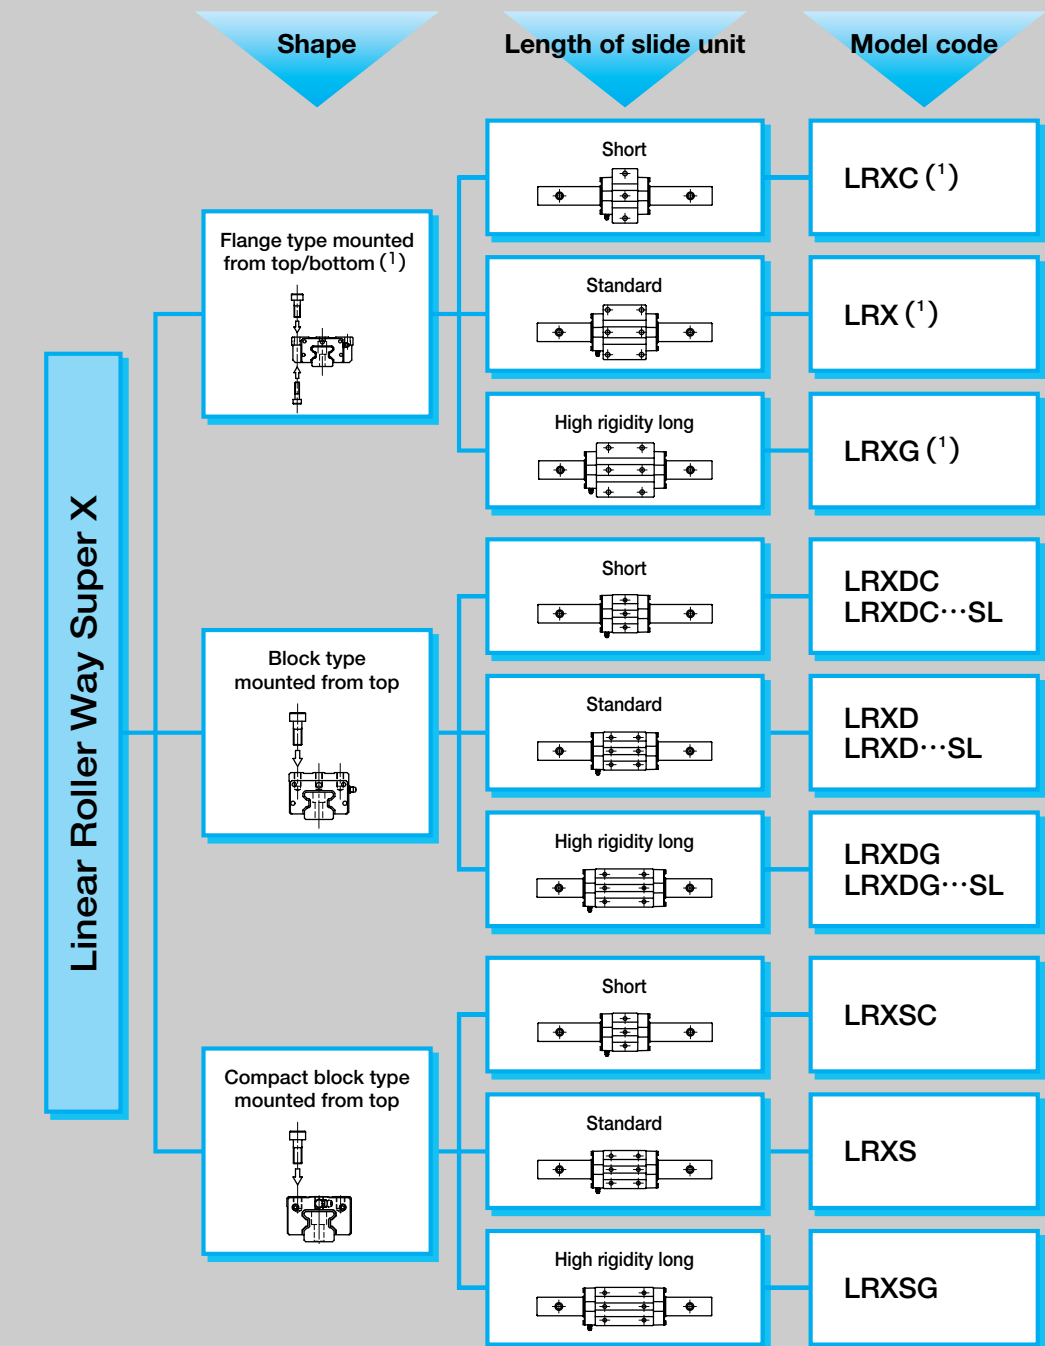 Shape
Length of slide unit
Model code
Linear Roller Way Super X
Flange type mounted
from top/bottom (¹)
Short
LRXC (¹)
Standard
LRX (¹)
High rigidity long
LRXG (¹)
Block type
mounted from top
Short
LRXDC
LRXDC⋯SL
Standard
LRXD
LRXD⋯SL
High rigidity long
LRXDG
LRXDG⋯SL
Compact block type
mounted from top
Short
LRXSC
Standard
LRXS
High rigidity long
LRXSG